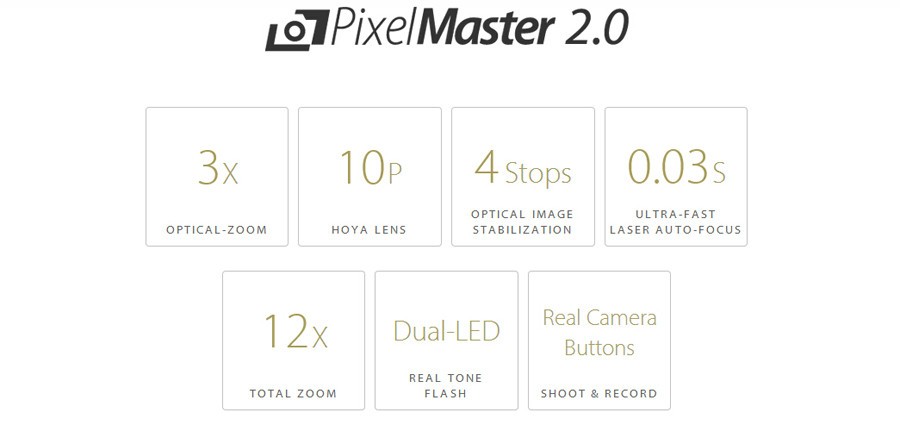 PixelMaster 2.0
3X
OPTICAL-ZOOM
10P
HOYA LENS
4 Stops
OPTICAL IMAGE
STABILIZATION
0.03S
ULTRA-FAST
LASER AUTO-FOCUS
12X
TOTAL ZOOM
Dual-LED
REAL TONE
FLASH
Real Camera
Buttons
SHOOT & RECORD